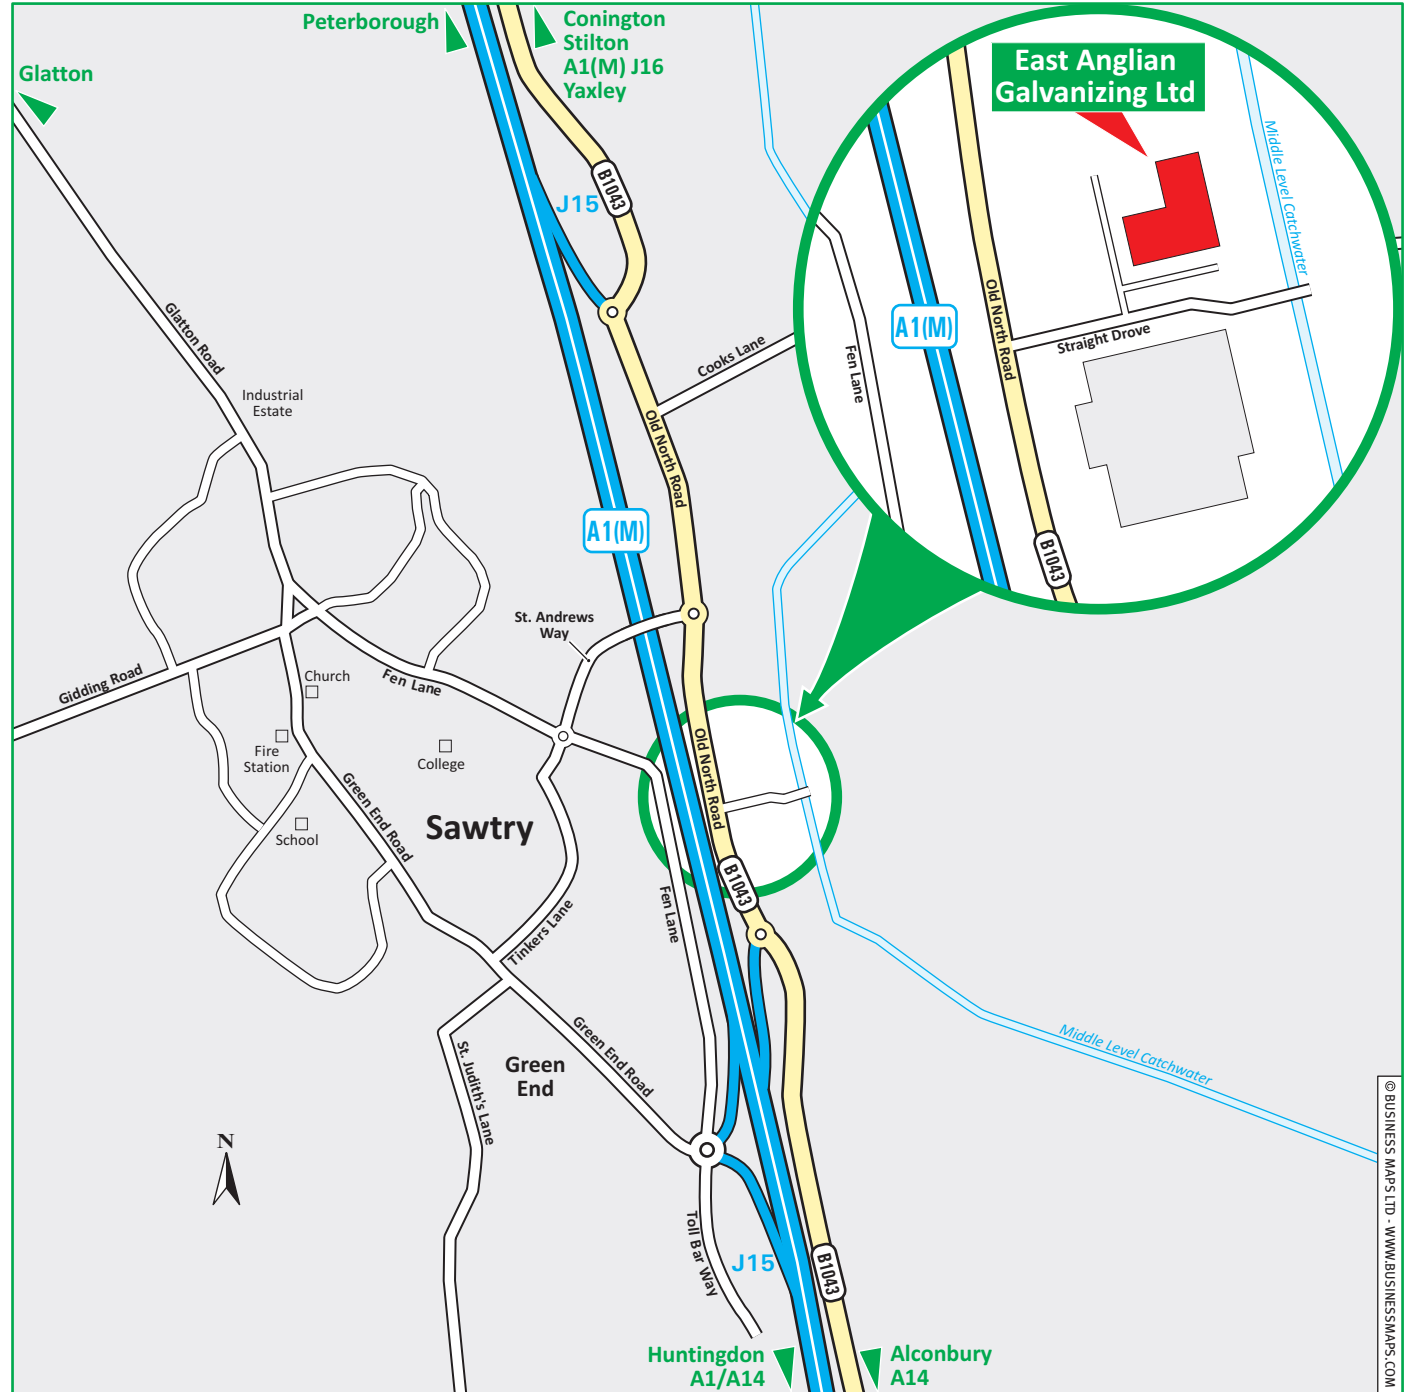 Peterborough
Conington
Stilton
A1(M) J16
Yaxley
Glatton
East Anglian
Galvanizing Ltd
Middle Level Catchwater
B1043
J15
A1(M)
Old North Road
Straight Drove
Fen Lane
B1043
Glatton Road
Cooks Lane
Industrial
Estate
Old North Road
A1(M)
St. Andrews
Way
Gidding Road
Church
Fen Lane
Fire
Station
College
Old North Road
Green End Road
School
Sawtry
B1043
Fen Lane
Tinkers Lane
Green End Road
St. Judith's Lane
Green
End
Middle Level Catchwater
N
Toll Bar Way
J15
B1043
Huntingdon
A1/A14
Alconbury
A14
© BUSINESS MAPS LTD - WWW.BUSINESSMAPS.COM